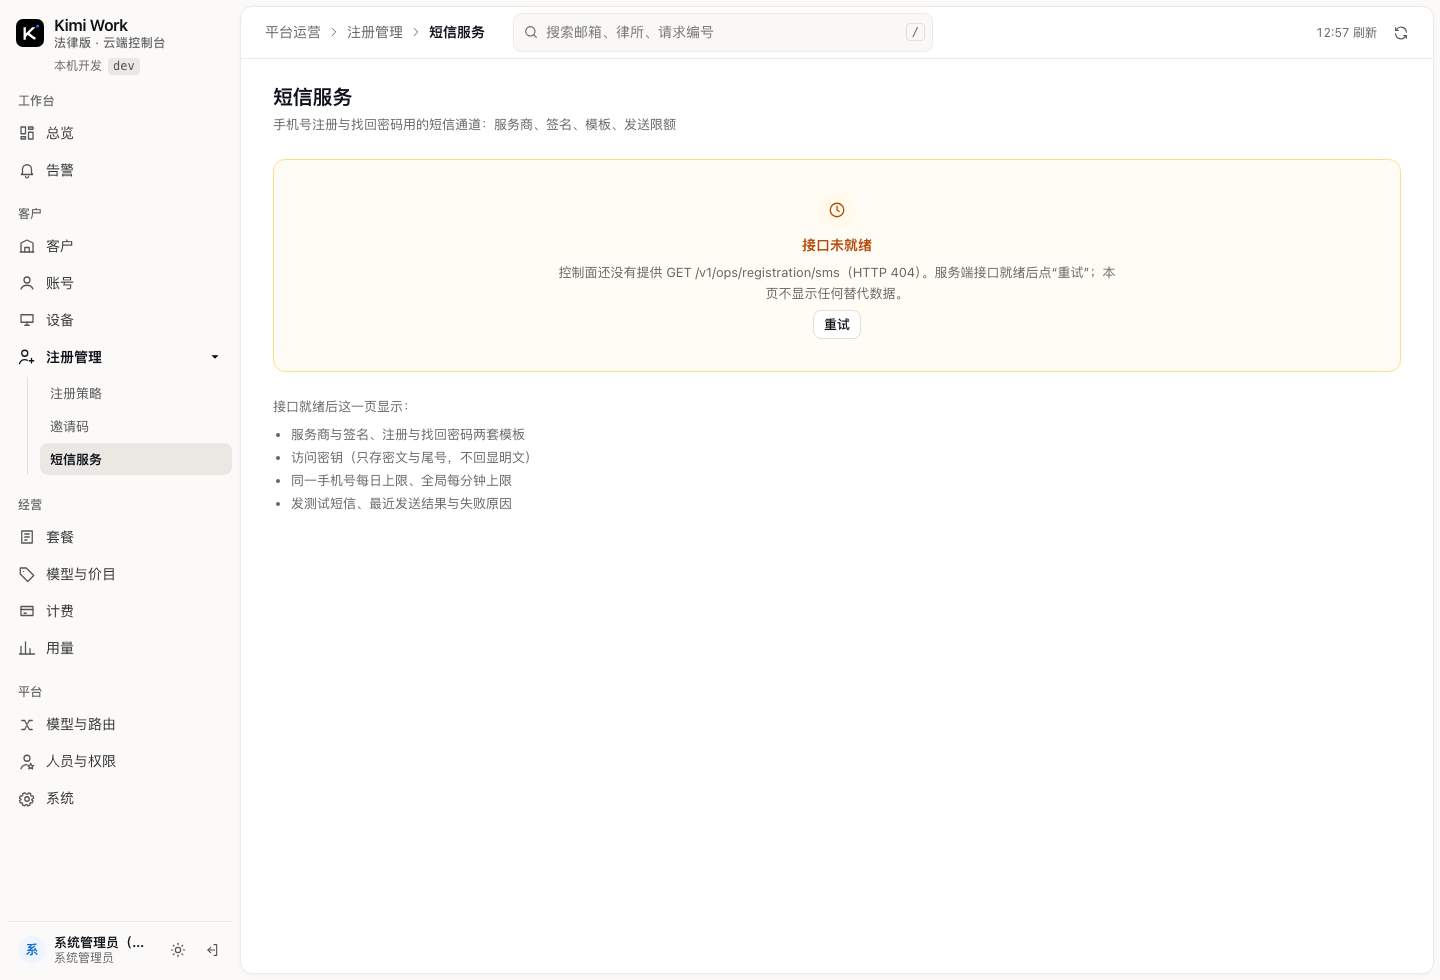 Kimi Work
法律版 · 云端控制台
本机开发 dev
工作台
总览
告警
客户
客户
账号
设备
注册管理
注册策略
邀请码
短信服务
经营
套餐
模型与价目
计费
用量
平台
模型与路由
人员与权限
系统
系
系统管理员（...
系统管理员
平台运营 > 注册管理 > 短信服务
搜索邮箱、律所、请求编号
/
12:57 刷新
短信服务
手机号注册与找回密码用的短信通道：服务商、签名、模板、发送限额
接口未就绪
控制面还没有提供 GET /v1/ops/registration/sms（HTTP 404）。服务端接口就绪后点“重试”；本
页不显示任何替代数据。
重试
接口就绪后这一页显示：
• 服务商与签名、注册与找回密码两套模板
• 访问密钥（只存密文与尾号，不回显明文）
• 同一手机号每日上限、全局每分钟上限
• 发测试短信、最近发送结果与失败原因